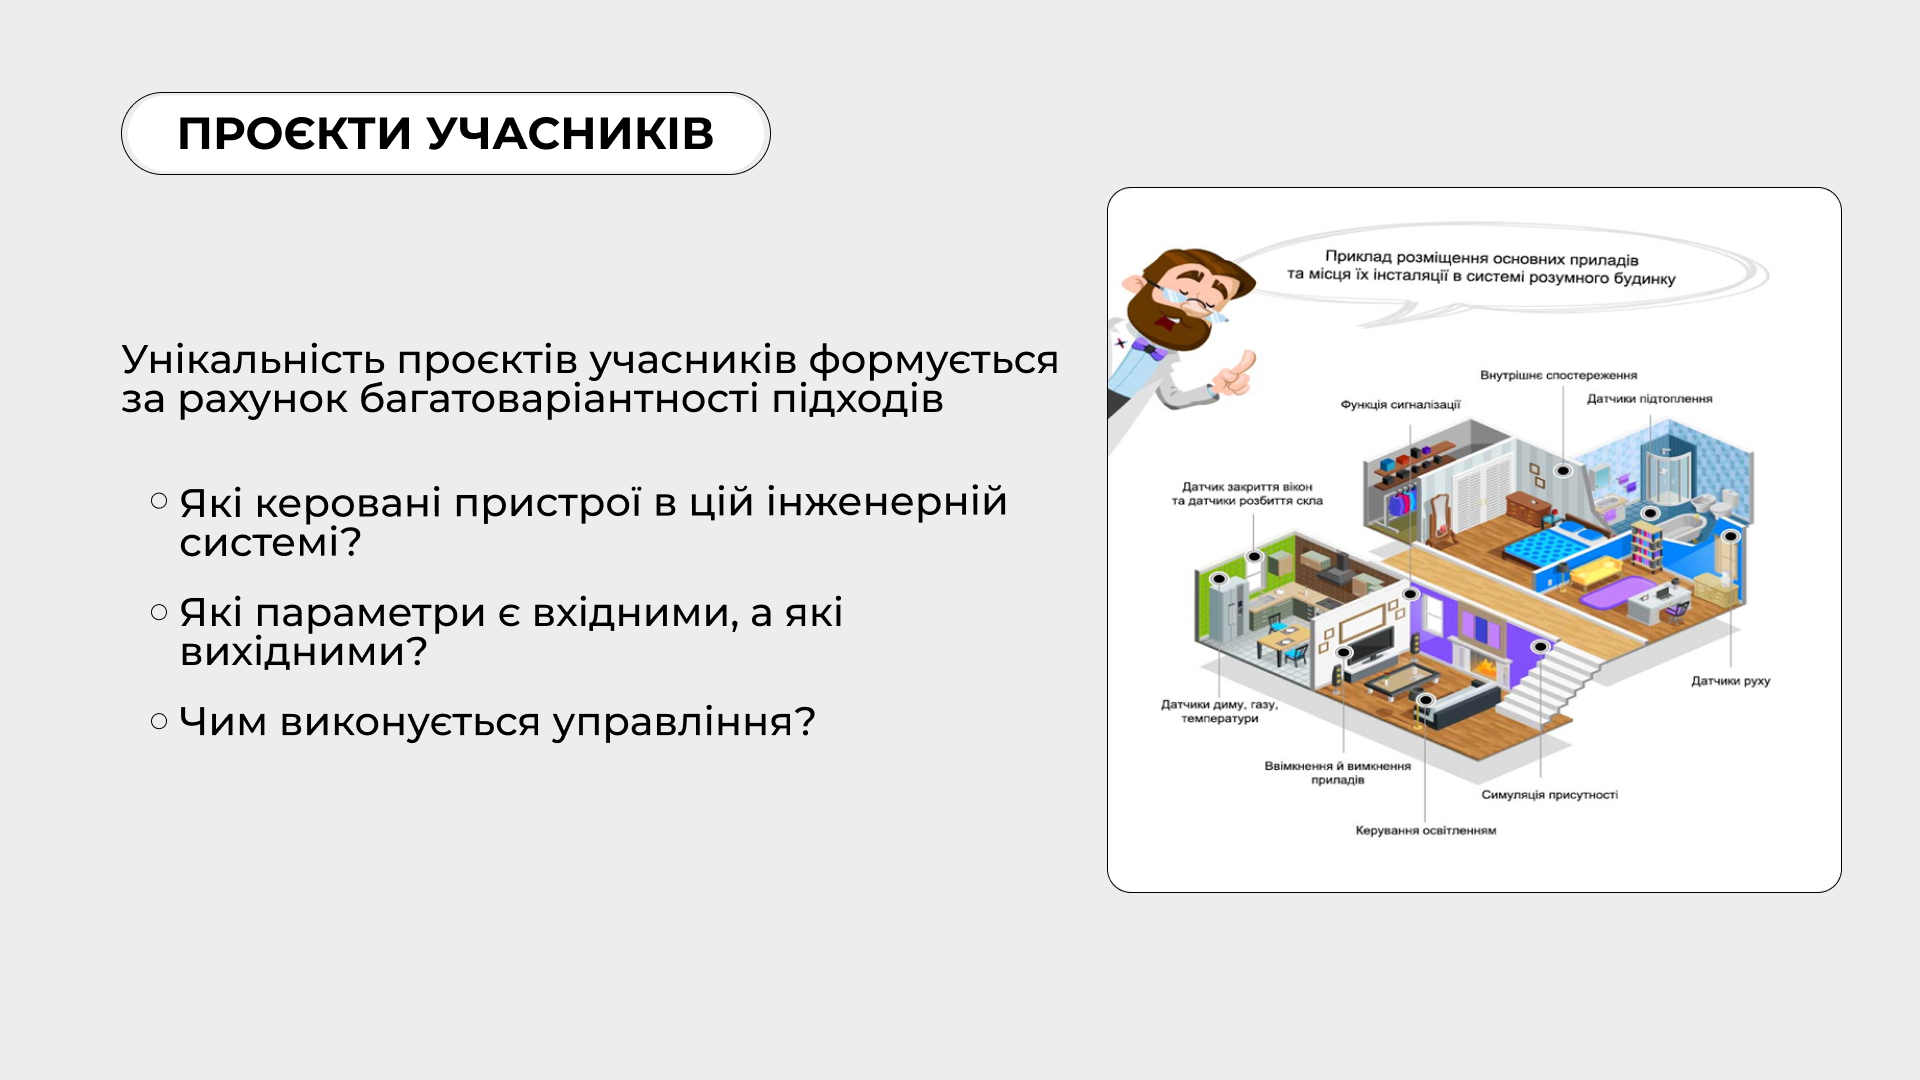 ПРОЄКТИ УЧАСНИКІВ
Унікальність проєктів учасників формується
за рахунок багатоваріантності підходів
Які керовані пристрої в цій інженерній
системі?
Які параметри є вхідними, а які
вихідними?
Чим виконується управління?
Приклад розміщення основних приладів
та місця їх інсталяції в системі розумного будинку
Внутрішнє спостереження
Датчики підтоплення
Функція сигналізації
Датчик закриття вікон
та датчики розбиття скла
Датчики руху
Датчики диму, газу,
температури
Ввімкнення й вимкнення
приладів
Симуляція присутності
Керування освітленням